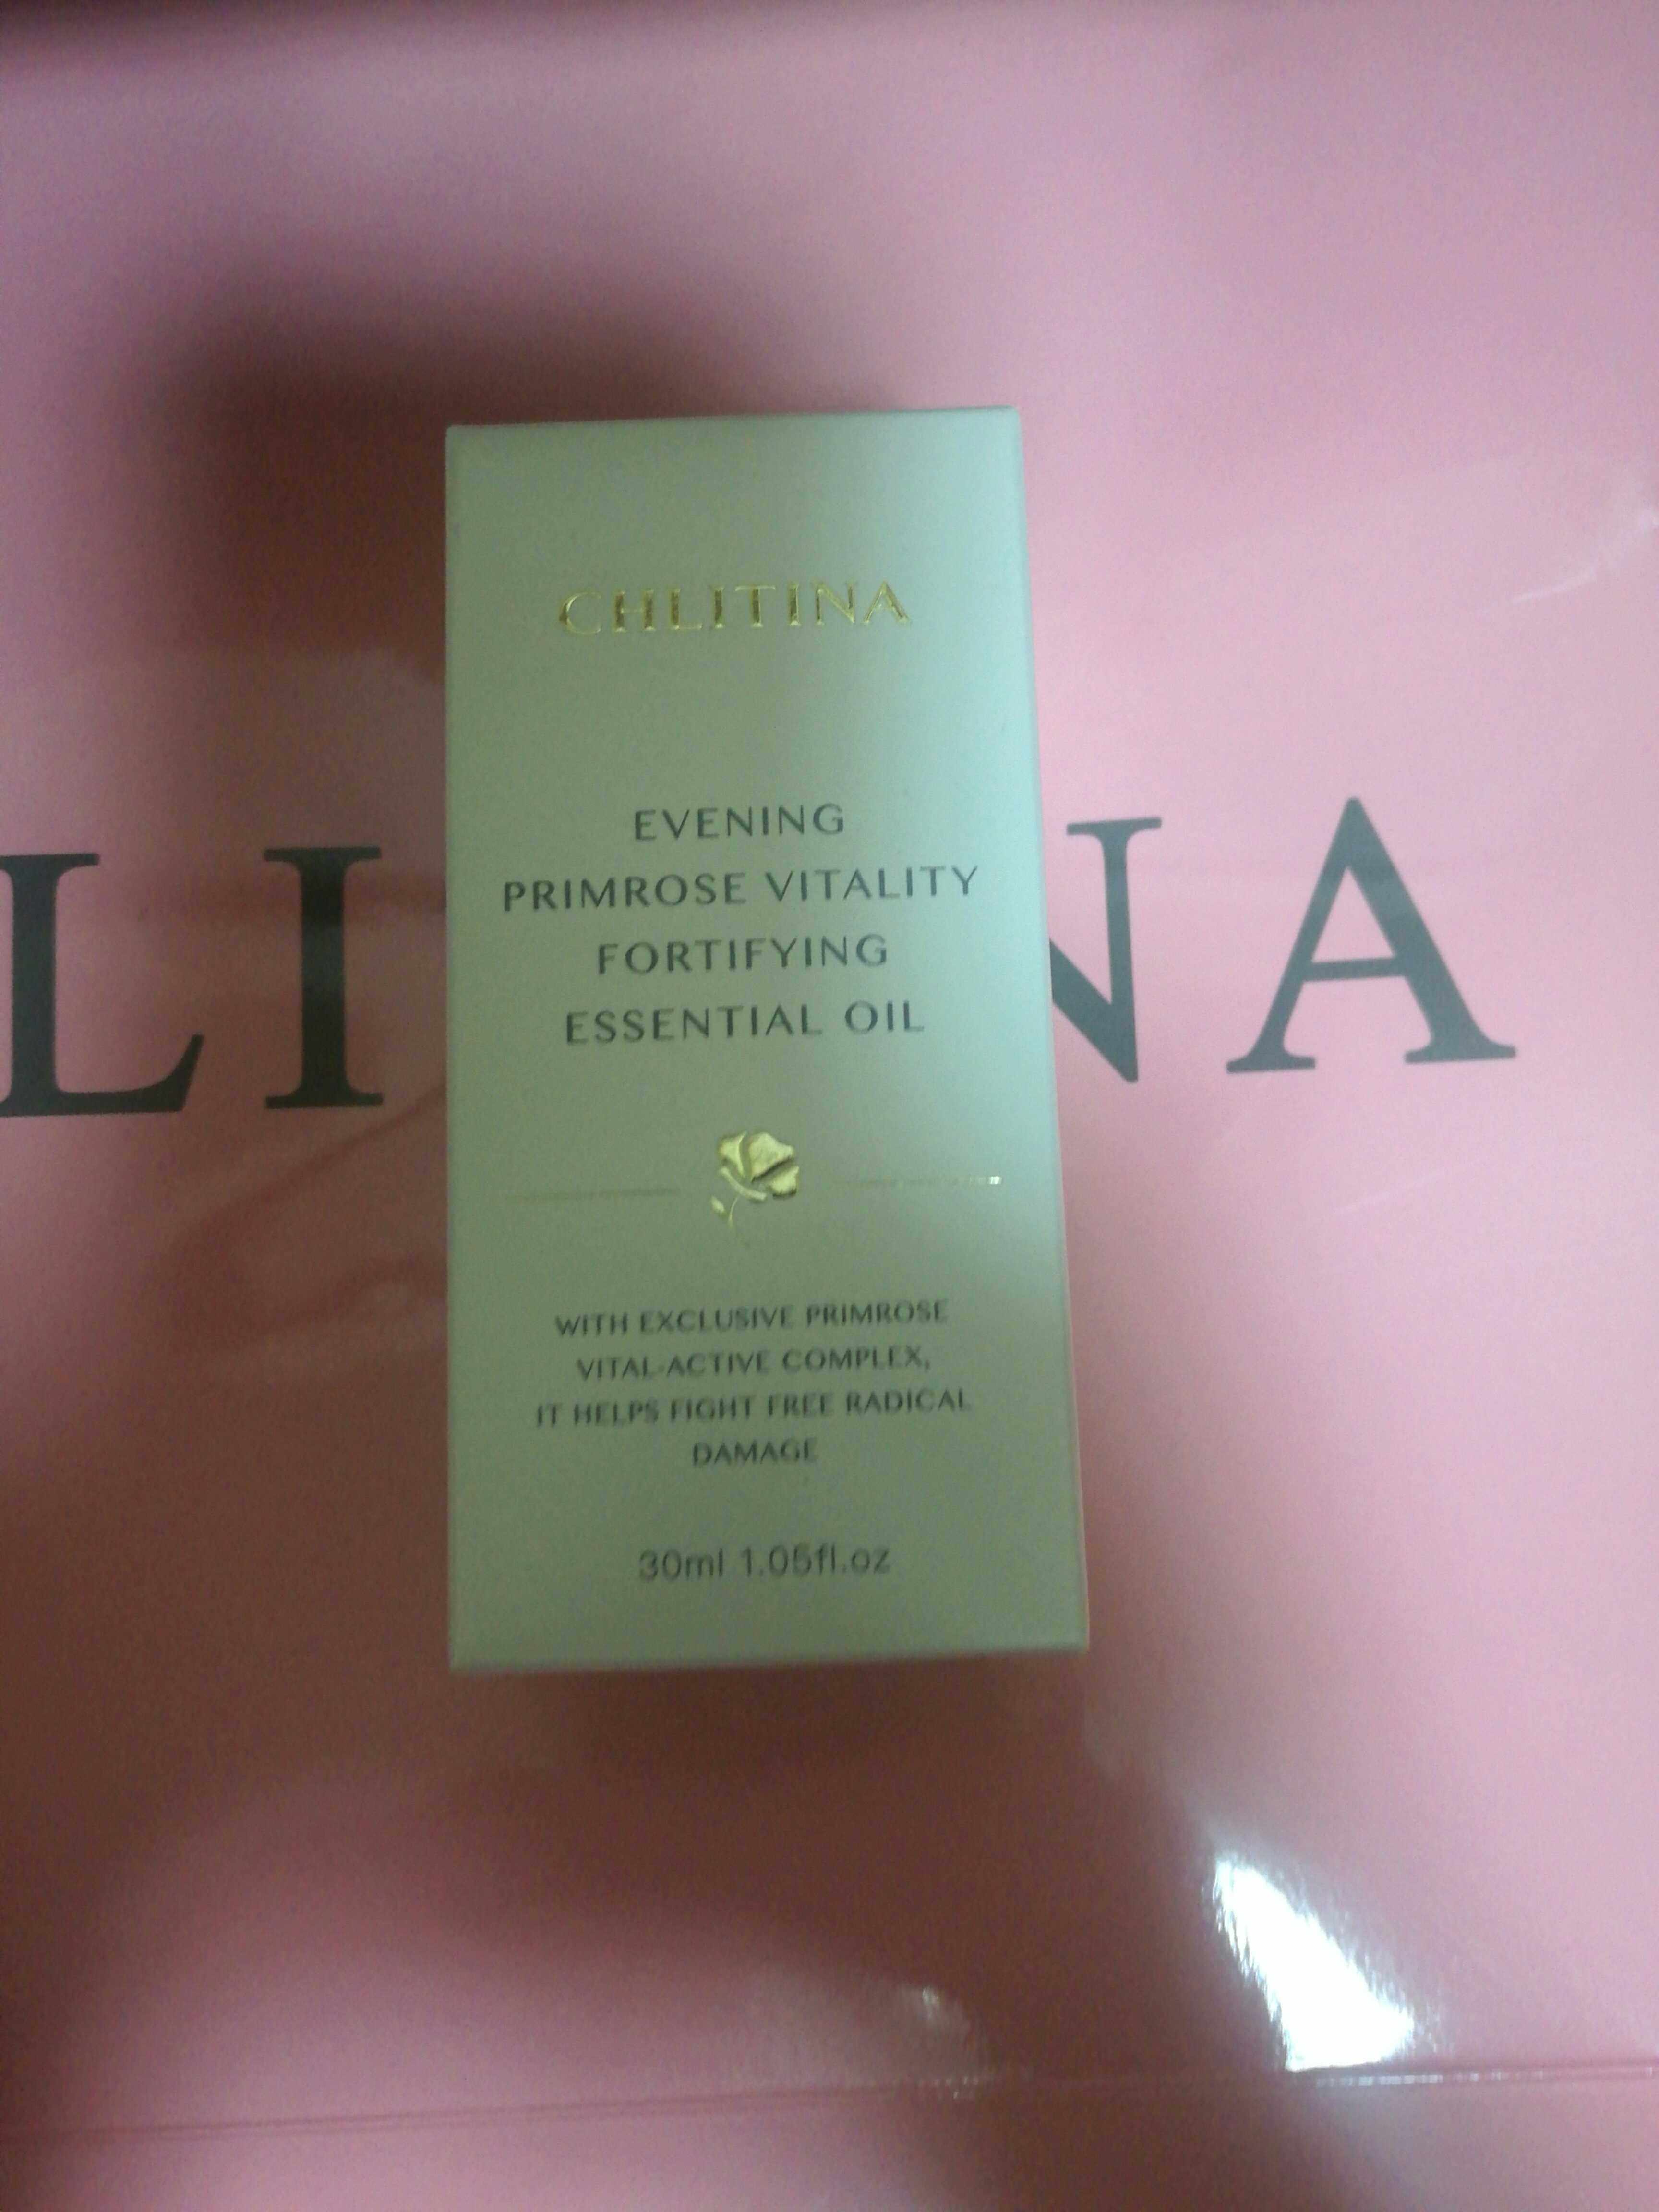 CHLITINA
EVENING
PRIMROSE VITALITY
FORTIFYING
ESSENTIAL OIL
LI NA
WITH EXCLUSIVE PRIMROSE
VITAL-ACTIVE COMPLEX,
IT HELPS FIGHT FREE RADICAL
DAMAGE
30ml 1.05fl.oz